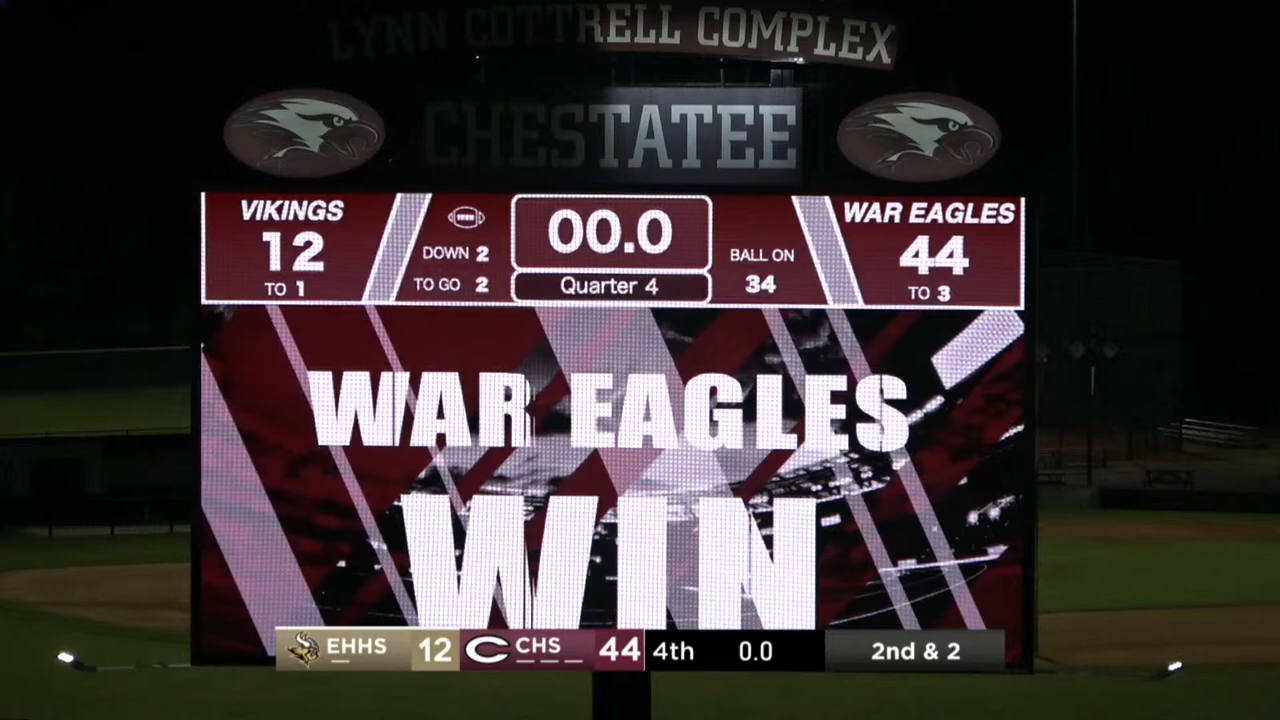 LYNN COTTRELL COMPLEX
CHESTATEE
VIKINGS
12
TO 1
DOWN 2
TO GO 2
00.0
Quarter 4
BALL ON
34
WAR EAGLES
44
TO 3
WAR EAGLES
WIN
EHHS 12 C CHS 44 4th 0.0 2nd & 2